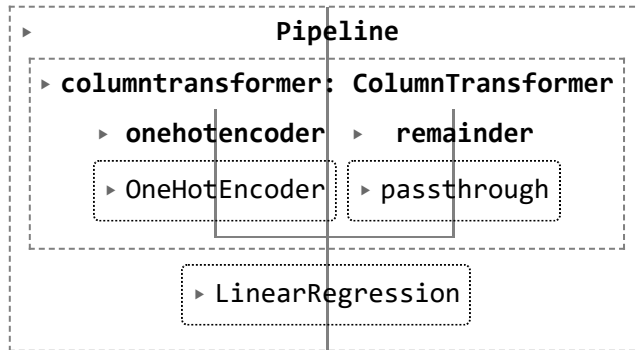 Pipeline
columntransformer: ColumnTransformer
onehotencoder remainder
OneHotEncoder passthrough
LinearRegression